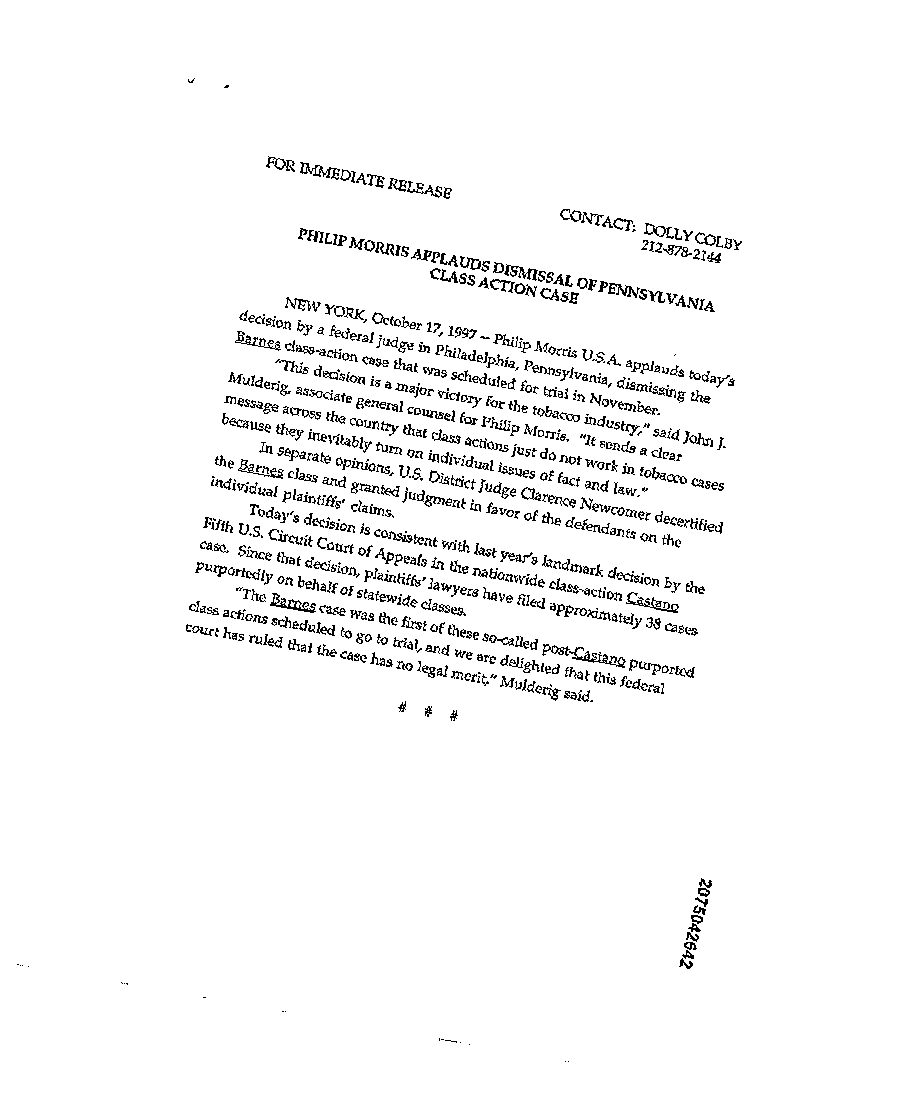 FOR IMMEDIATE RELEASE
CONTACT: DOLLY COLBY
212-878-2144
PHILIP MORRIS APPLAUDS DISMISSAL OF PENNSYLVANIA
CLASS ACTION CASE
NEW YORK, October 17, 1997 -- Philip Morris U.S.A. applauds today's
decision by a federal judge in Philadelphia, Pennsylvania, dismissing the
Barnes class-action case that was scheduled for trial in November.
"This decision is a major victory for the tobacco industry," said John J.
Mulderig, associate general counsel for Philip Morris. "It sends a clear
message across the country that class actions just do not work in tobacco cases
because they inevitably turn on individual issues of fact and law."
In separate opinions, U.S. District Judge Clarence Newcomer decertified
the Barnes class and granted judgment in favor of the defendants on the
individual plaintiffs' claims.
Today's decision is consistent with last year's landmark decision by the
Fifth U.S. Circuit Court of Appeals in the nationwide class-action Castano
case. Since that decision, plaintiffs' lawyers have filed approximately 38 cases
purportedly on behalf of statewide classes.
"The Barnes case was the first of these so-called post-Castano purported
class actions scheduled to go to trial, and we are delighted that this federal
court has ruled that the case has no legal merit," Mulderig said.
# # #
2075042642